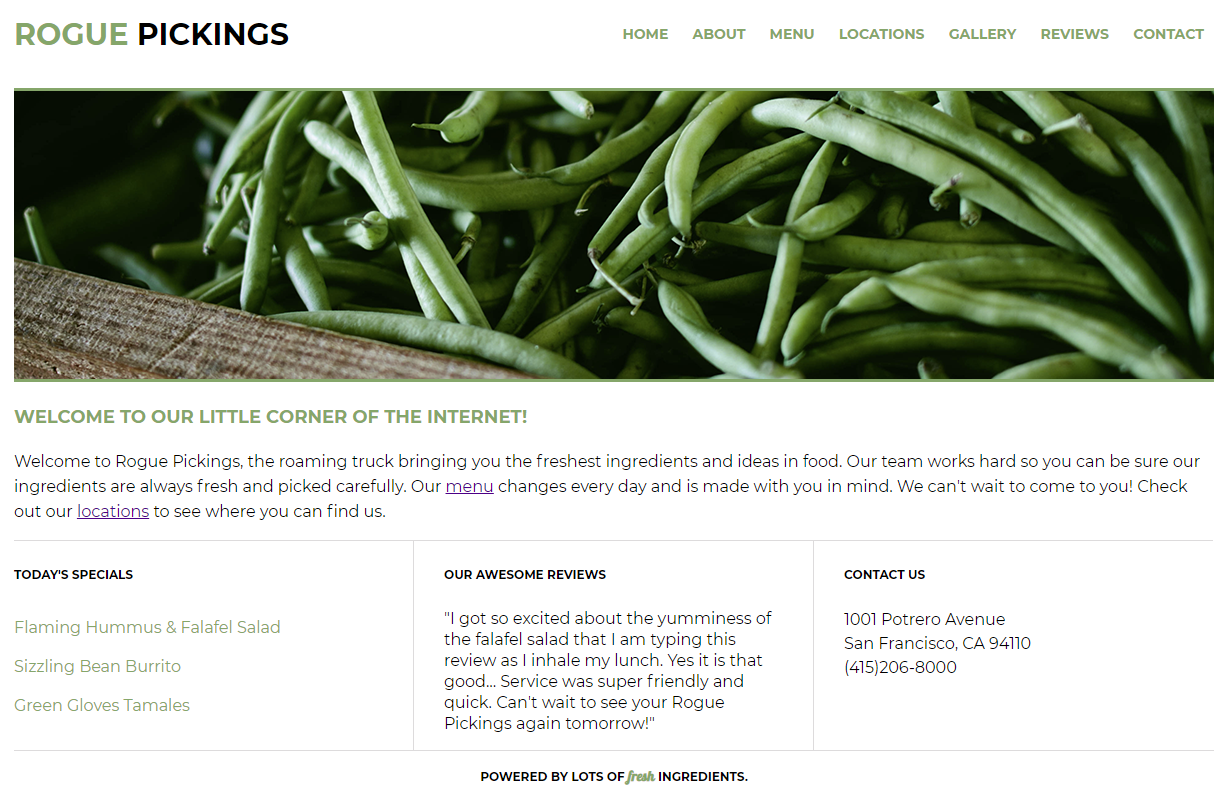 ROGUE PICKINGS
HOME ABOUT MENU LOCATIONS GALLERY REVIEWS CONTACT
WELCOME TO OUR LITTLE CORNER OF THE INTERNET!
Welcome to Rogue Pickings, the roaming truck bringing you the freshest ingredients and ideas in food. Our team works hard so you can be sure our
ingredients are always fresh and picked carefully. Our menu changes every day and is made with you in mind. We can't wait to come to you! Check
out our locations to see where you can find us.
TODAY'S SPECIALS
Flaming Hummus & Falafel Salad
Sizzling Bean Burrito
Green Gloves Tamales
OUR AWESOME REVIEWS
"I got so excited about the yumminess of
the falafel salad that I am typing this
review as I inhale my lunch. Yes it is that
good... Service was super friendly and
quick. Can't wait to see your Rogue
Pickings again tomorrow!"
CONTACT US
1001 Potrero Avenue
San Francisco, CA 94110
(415)206-8000
POWERED BY LOTS OF fresh INGREDIENTS.